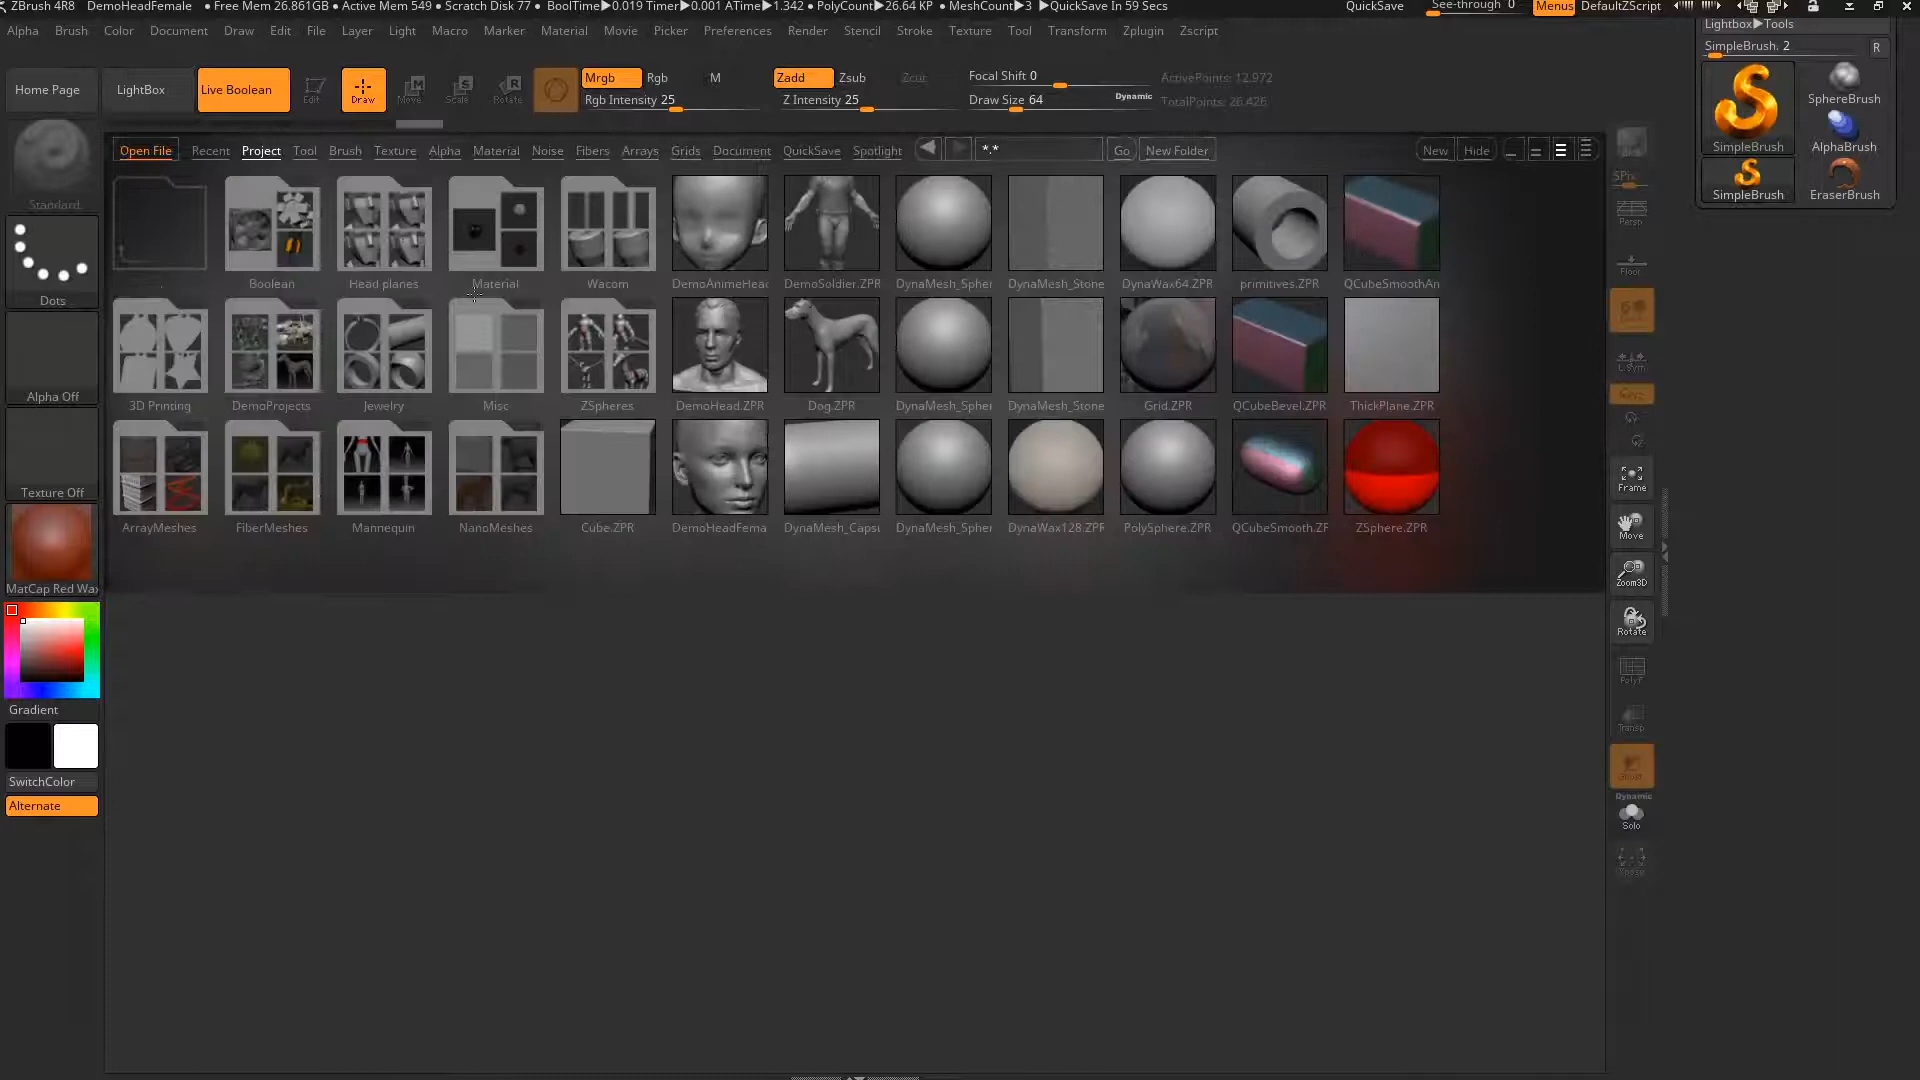 ZBrush 4R8 DemoHeadFemale • Free Mem 26.861GB • Active Mem 549 • Scratch Disk 77 • BoolTime▶0.019 Timer▶0.001 ATime▶1.342 • PolyCount▶26.64 KP • MeshCount▶3 ▶QuickSave In 59 Secs QuickSave See-through 0 Menus DefaultZScript
Alpha Brush Color Document Draw Edit File Layer Light Macro Marker Material Movie Picker Preferences Render Stencil Stroke Texture Tool Transform Zplugin Zscript
Lightbox▶Tools
SimpleBrush. 2 R
Home Page LightBox Live Boolean Edit Draw Move Scale Rotate
Mrgb Rgb M Zadd Zsub Zcut Focal Shift 0 ActivePoints: 12.972
Rgb Intensity 25 Z Intensity 25 Draw Size 64 Dynamic TotalPoints: 26.426
SphereBrush
SimpleBrush AlphaBrush
SimpleBrush EraserBrush
Open File Recent Project Tool Brush Texture Alpha Material Noise Fibers Arrays Grids Document QuickSave Spotlight *.* Go New Folder New Hide
Boolean Head planes Material Wacom DemoAnimeHead DemoSoldier.ZPR DynaMesh_Spher DynaMesh_Stone DynaWax64.ZPR primitives.ZPR QCubeSmoothAn
3D Printing DemoProjects Jewelry Misc ZSpheres DemoHead.ZPR Dog.ZPR DynaMesh_Spher DynaMesh_Stone Grid.ZPR QCubeBevel.ZPR ThickPlane.ZPR
ArrayMeshes FiberMeshes Mannequin NanoMeshes Cube.ZPR DemoHeadFema DynaMesh_Capsu DynaMesh_Spher DynaWax128.ZPR PolySphere.ZPR QCubeSmooth.ZP ZSphere.ZPR
Standard
Dots
Alpha Off
Texture Off
MatCap Red Wa
Gradient
SwitchColor
Alternate
SPix
Persp
Floor
L.Sym
Frame
Move
Zoom3D
Rotate
PolyF
Transp
Ghost
Dynamic
Solo
Xpose